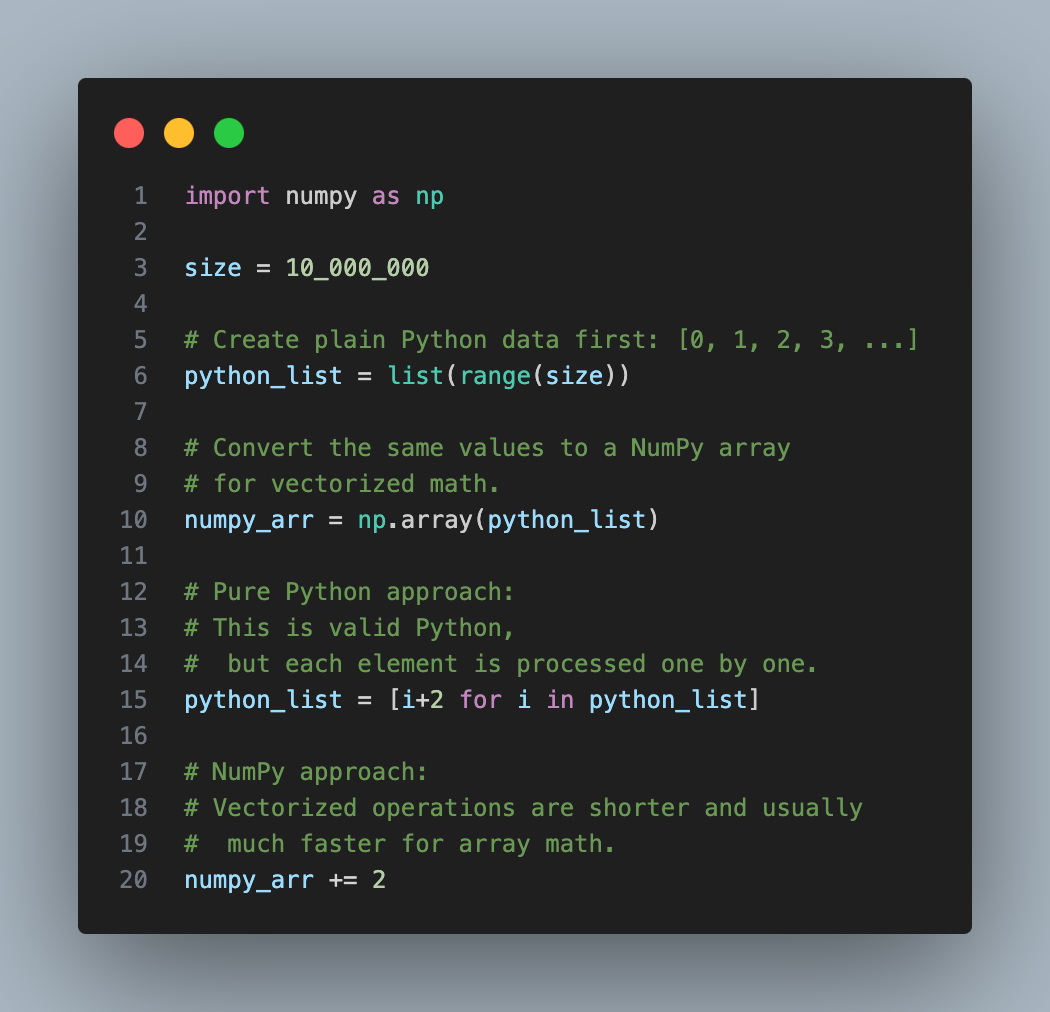 1 import numpy as np
2
3 size = 10_000_000
4
5 # Create plain Python data first: [0, 1, 2, 3, ...]
6 python_list = list(range(size))
7
8 # Convert the same values to a NumPy array
9 # for vectorized math.
10 numpy_arr = np.array(python_list)
11
12 # Pure Python approach:
13 # This is valid Python,
14 #  but each element is processed one by one.
15 python_list = [i+2 for i in python_list]
16
17 # NumPy approach:
18 # Vectorized operations are shorter and usually
19 #  much faster for array math.
20 numpy_arr += 2